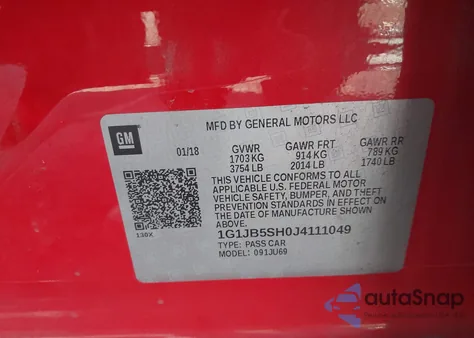 MFD BY GENERAL MOTORS LLC
GM
01/18
GVWR GAWR FRT GAWR RR
1703 KG 914 KG 789 KG
3754 LB 2014 LB 1740 LB
THIS VEHICLE CONFORMS TO ALL
APPLICABLE U.S. FEDERAL MOTOR
VEHICLE SAFETY, BUMPER, AND THEFT
PREVENTION STANDARDS IN EFFECT ON
THE DATE OF MANUFACTURE SHOWN
ABOVE.
1G1JB5SH0J4111049
138X
TYPE: PASS CAR
MODEL: 091JU69
autoSnap